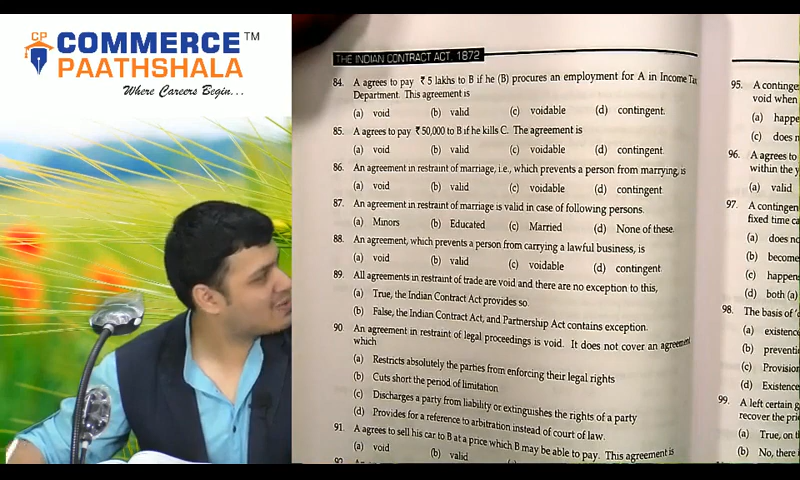 CP
COMMERCE™
PAATHSHALA
Where Careers Begin...
THE INDIAN CONTRACT ACT, 1872
84. A agrees to pay ₹ 5 lakhs to B if he (B) procures an employment for A in Income Tax
Department. This agreement is
(a) void (b) valid (c) voidable (d) contingent.
85. A agrees to pay ₹ 50,000 to B if he kills C. The agreement is
(a) void (b) valid (c) voidable (d) contingent.
86. An agreement in restraint of marriage, i.e., which prevents a person from marrying, is
(a) void (b) valid (c) voidable (d) contingent.
87. An agreement in restraint of marriage is valid in case of following persons.
(a) Minors (b) Educated (c) Married (d) None of these.
88. An agreement, which prevents a person from carrying a lawful business, is
(a) void (b) valid (c) voidable (d) contingent.
89. All agreements in restraint of trade are void and there are no exception to this,
(a) True, the Indian Contract Act provides so.
(b) False, the Indian Contract Act, and Partnership Act contains exception.
90. An agreement in restraint of legal proceedings is void. It does not cover an agreement
which
(a) Restricts absolutely the parties from enforcing their legal rights
(b) Cuts short the period of limitation
(c) Discharges a party from liability or extinguishes the rights of a party
(d) Provides for a reference to arbitration instead of court of law.
91. A agrees to sell his car to B at a price which B may be able to pay. This agreement is
(a) void (b) valid
95. A continge
void when
(a) happe
(c) does n
96. A agrees to
within the y
(a) valid
97. A contingen
fixed time ca
(a) does no
(b) become
(c) happens
(d) both (a)
98. The basis of
(a) existence
(b) preventi
(c) Provision
(d) Existence
99. A left certain g
recover the pri
(a) True, on t
(b) No, there i